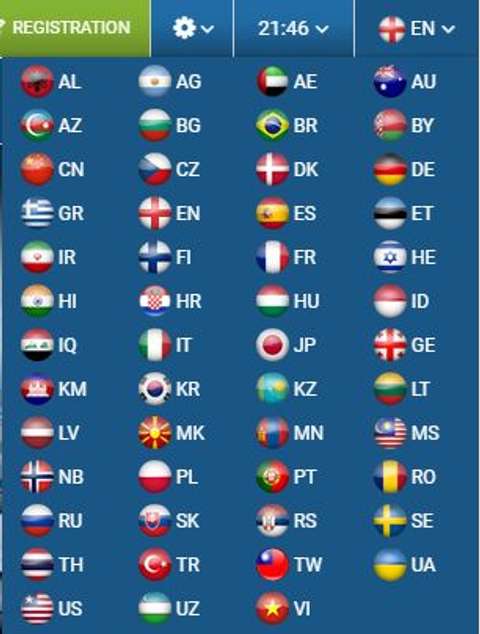 REGISTRATION 21:46 EN
AL AG AE AU
AZ BG BR BY
CN CZ DK DE
GR EN ES ET
IR FI FR HE
HI HR HU ID
IQ IT JP GE
KM KR KZ LT
LV MK MN MS
NB PL PT RO
RU SK RS SE
TH TR TW UA
US UZ VI